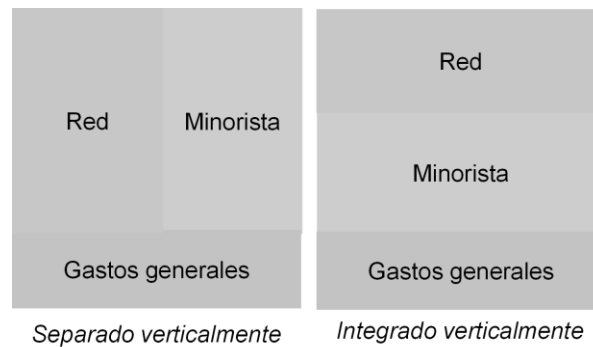 Red
Minorista
Gastos generales
Separado verticalmente
Red
Minorista
Gastos generales
Integrado verticalmente